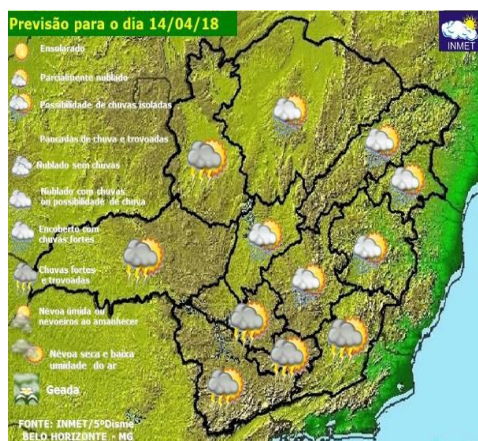 Previsão para o dia 14/04/18
INMET
Ensolarado
Parcialmente nublado
Possibilidade de chuvas isoladas
Pancadas de chuva e trovoadas
Nublado sem chuvas
Nublado com chuvas
ou possibilidade de chuva
Encoberto com
chuvas fortes
Chuvas fortes
e trovoadas
Névoa úmida ou
nevoeiros ao amanhecer
Névoa seca e baixa
umidade do ar
Geada
FONTE: INMET/5ºDisme
BELO HORIZONTE - MG